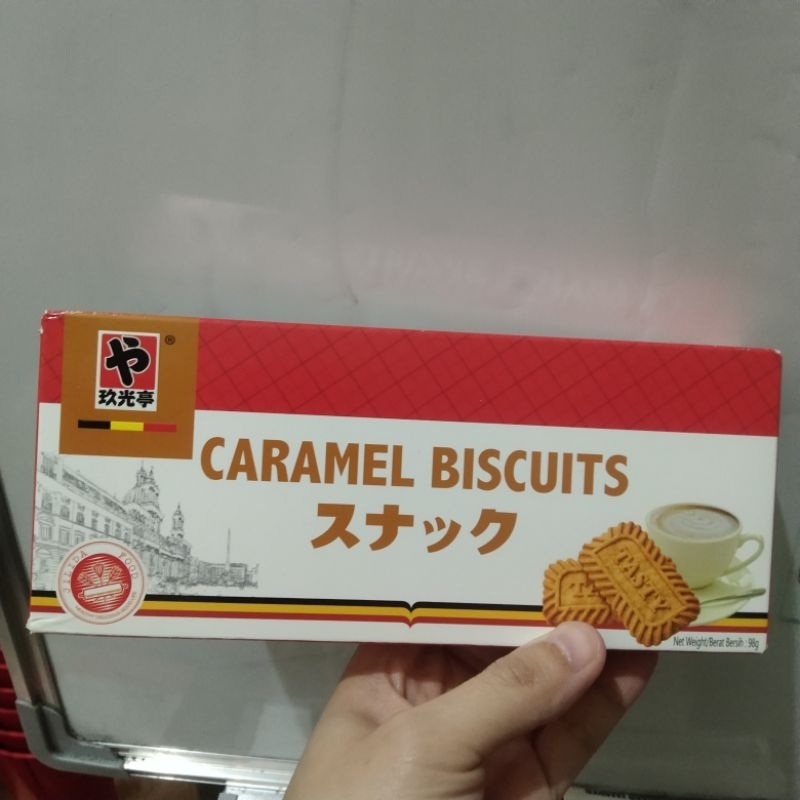 や
®
玖光亭
CARAMEL BISCUITS
スナック
TASTY
Net Weight/Berat Bersih : 98g